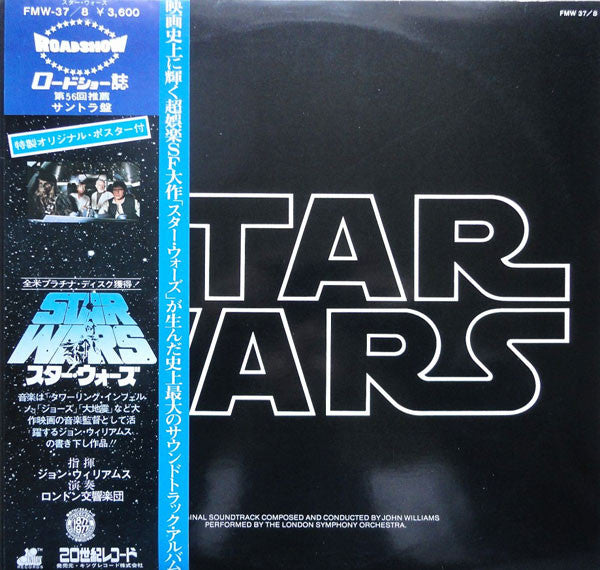 スター・ウォーズ
FMW-37／8 ￥3,600
ROADSHOW
ロードショー誌
第56回推薦
サントラ盤
特製オリジナル・ポスター付
全米プラチナ・ディスク獲得！
STAR
WARS
スター・ウォーズ
音楽は「タワーリング・インフェル
ノ」「ジョーズ」「大地震」など大
作映画の音楽監督として活
躍するジョン・ウィリアムス
の書き下し作品!!
指揮
ジョン・ウィリアムス
演奏
ロンドン交響楽団
1877
1977
20世紀レコード
発売元・キングレコード株式会社
映画史上に輝く超娯楽SF大作「スター・ウォーズ」が生んだ史上最大のサウンドトラック・アルバム
FMW 37/8
TAR
WARS
INAL SOUNDTRACK COMPOSED AND CONDUCTED BY JOHN WILLIAMS
PERFORMED BY THE LONDON SYMPHONY ORCHESTRA.